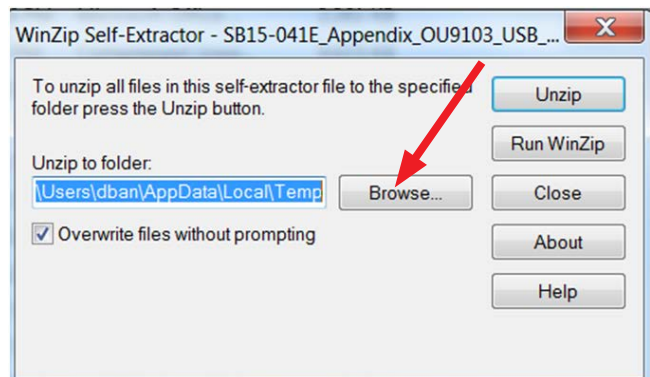 WinZip Self-Extractor - SB15-041E_Appendix_OU9103_USB_...
To unzip all files in this self-extractor file to the specified
folder press the Unzip button.
Unzip to folder:
\Users\dban\AppData\Local\Temp
Browse...
Overwrite files without prompting
Unzip
Run WinZip
Close
About
Help